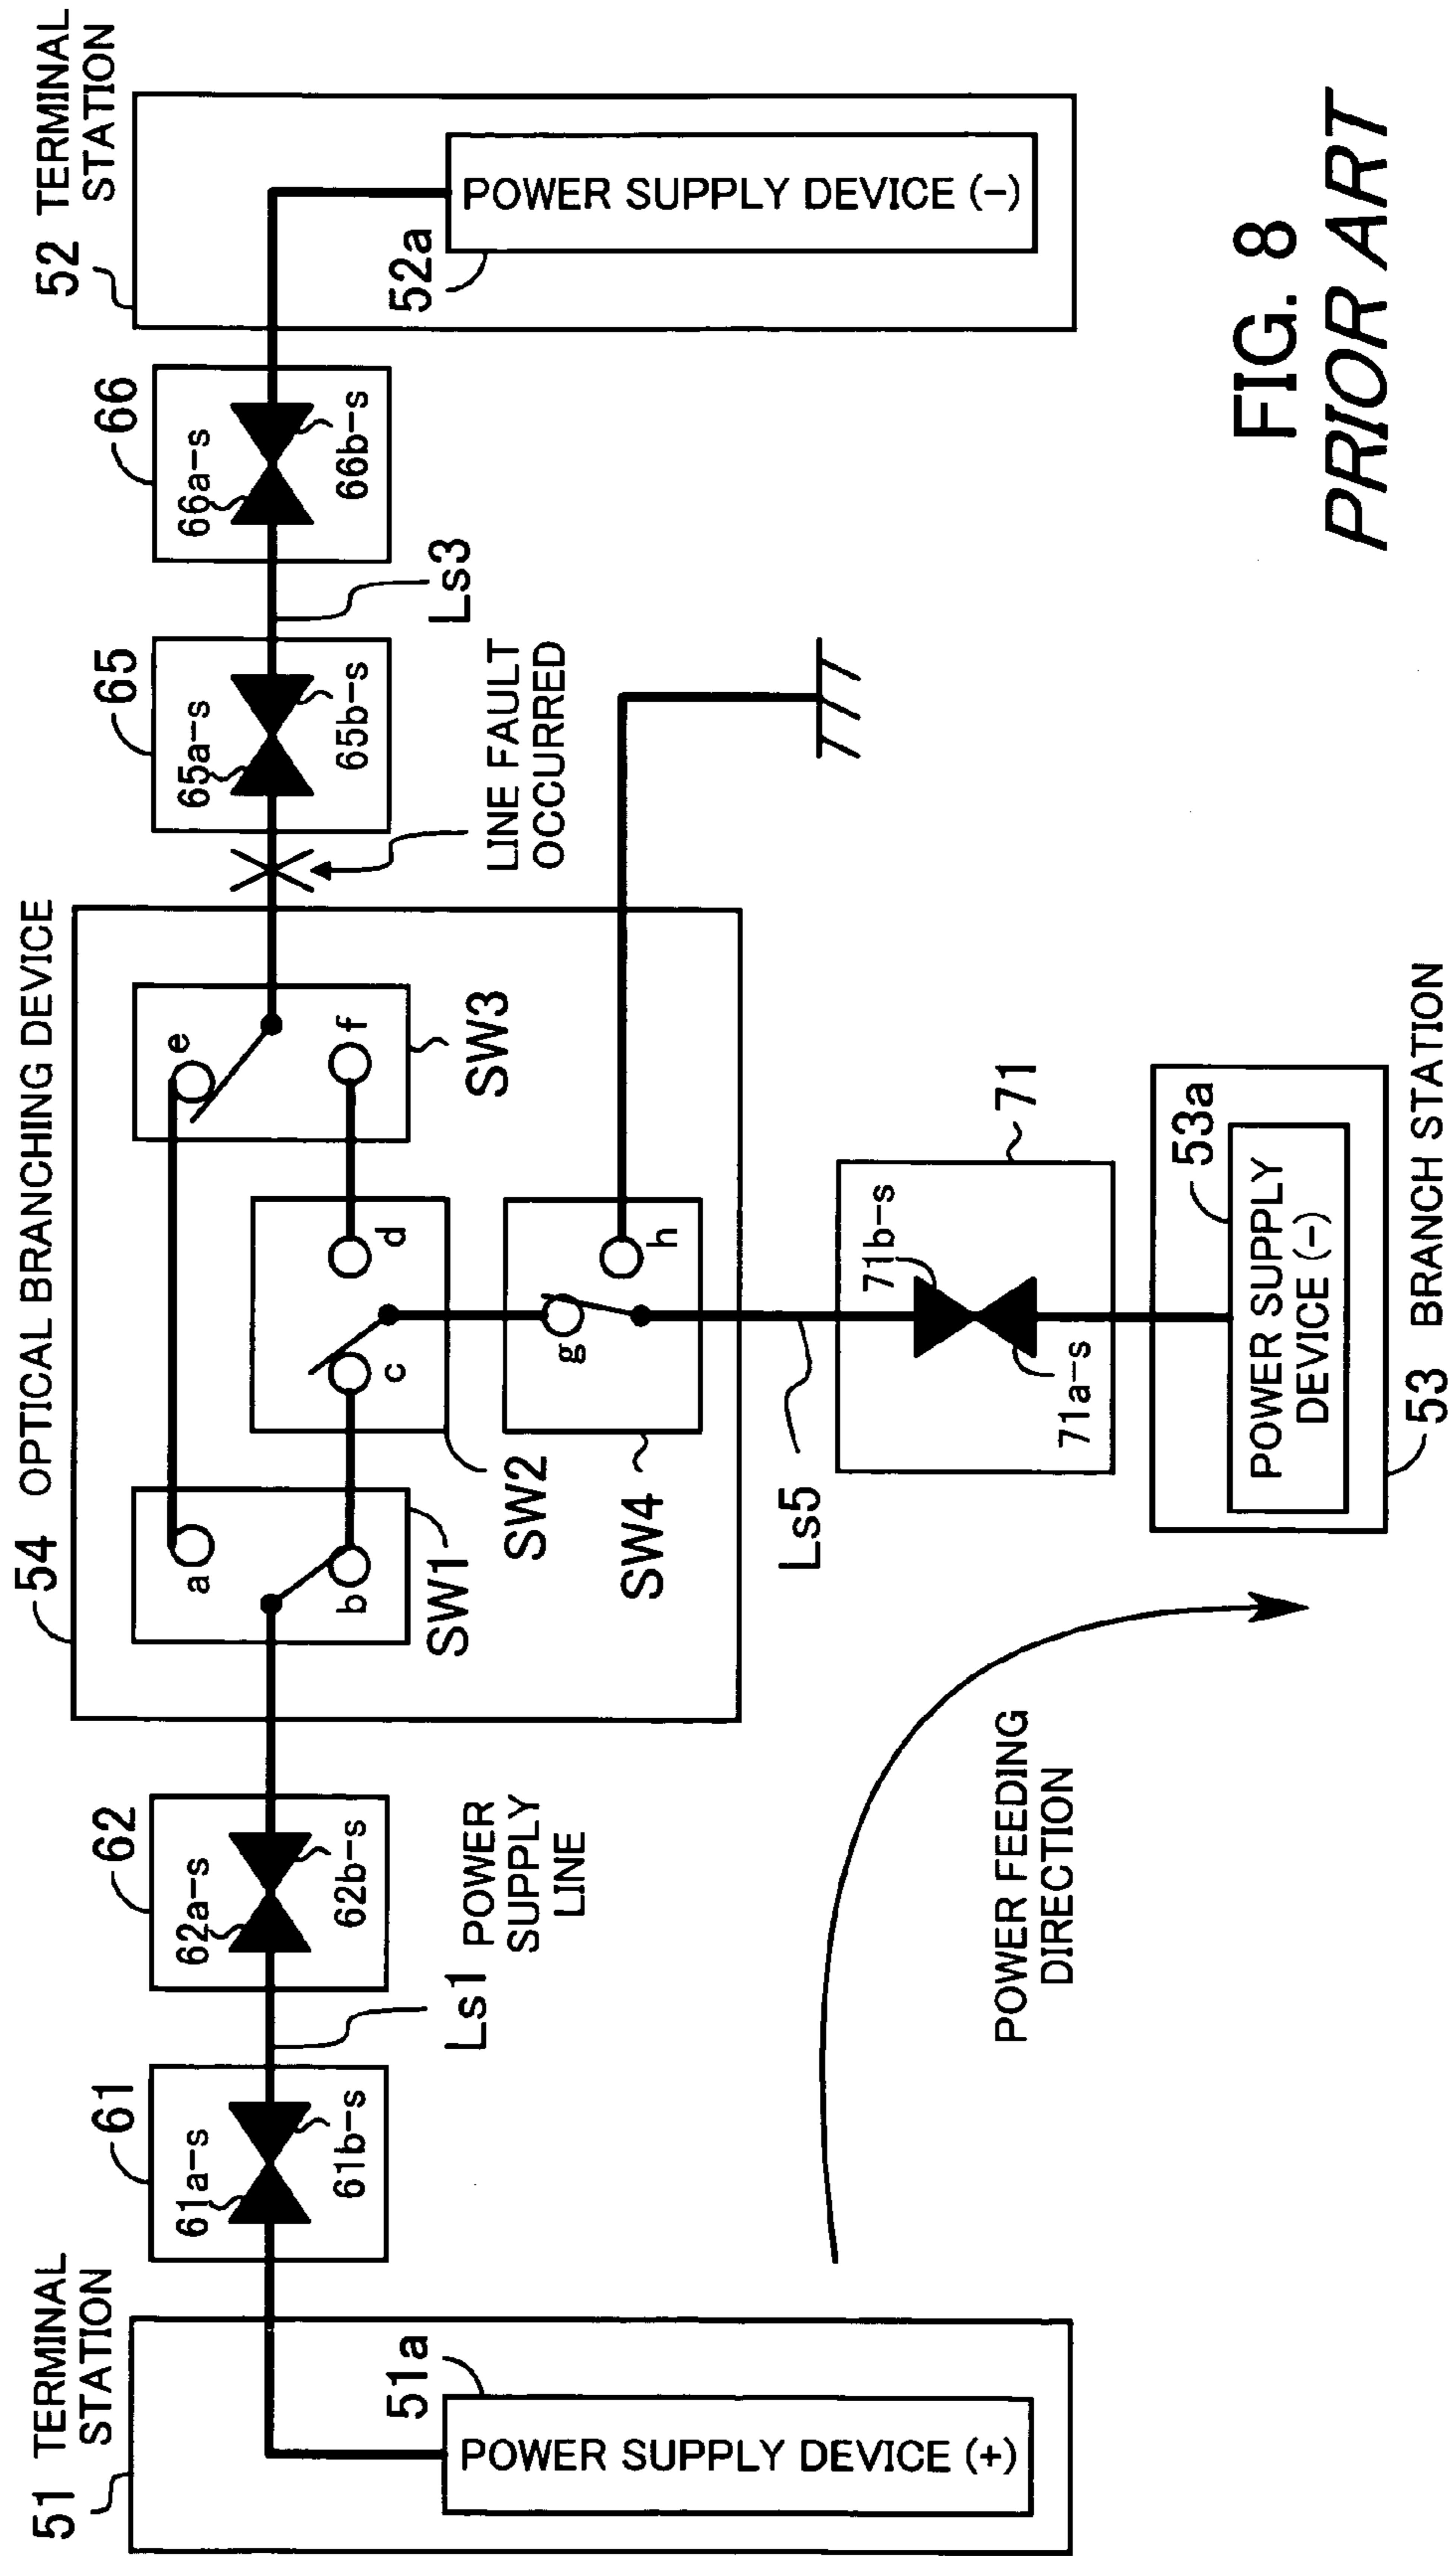 51 TERMINAL
STATION
51a
POWER SUPPLY DEVICE (+)
61
61a-s
61b-s
Ls1 POWER
SUPPLY
LINE
62
62a-s
62b-s
54 OPTICAL BRANCHING DEVICE
a
b
SW1
c
d
SW2
e
f
SW3
g
h
SW4
LINE FAULT
OCCURRED
65
65a-s
65b-s
Ls3
66
66a-s
66b-s
52 TERMINAL
STATION
52a
POWER SUPPLY DEVICE (-)
POWER FEEDING
DIRECTION
Ls5
71
71b-s
71a-s
53a
POWER SUPPLY
DEVICE (-)
53 BRANCH STATION
FIG. 8
PRIOR ART